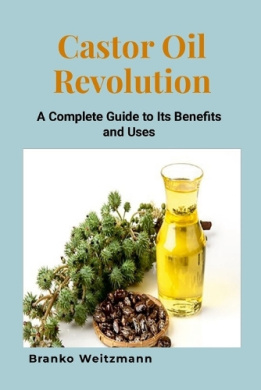 Castor Oil
Revolution
A Complete Guide to Its Benefits
and Uses
Branko Weitzmann